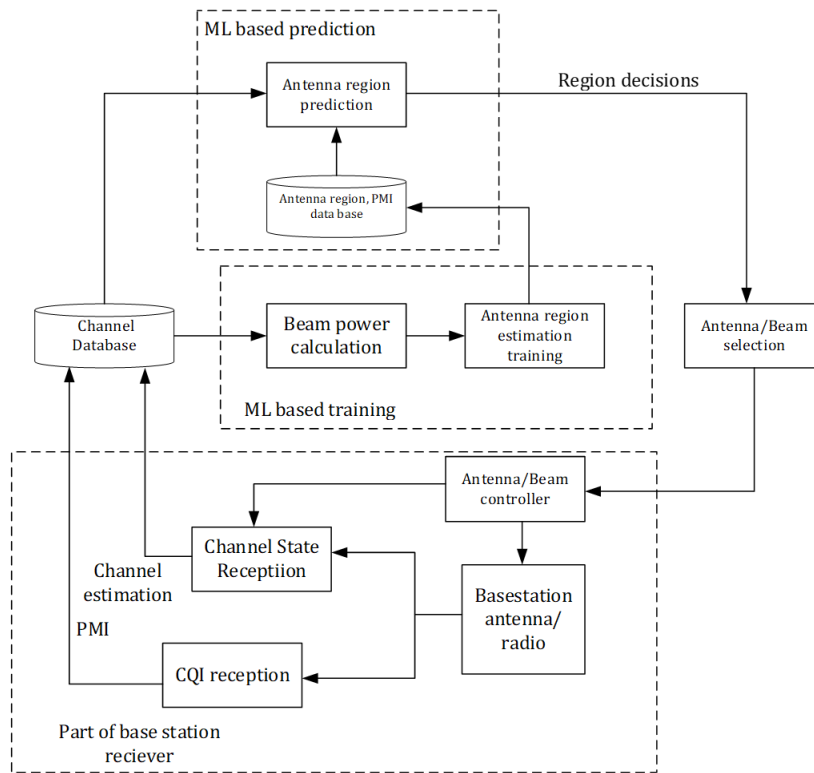 ML based prediction
Antenna region
prediction
Region decisions
Antenna region, PMI
data base
Channel
Database
Beam power
calculation
Antenna region
estimation
training
Antenna/Beam
selection
ML based training
Antenna/Beam
controller
Channel State
Receptiion
Channel
estimation
Basestation
antenna/
radio
PMI
CQI reception
Part of base station
reciever